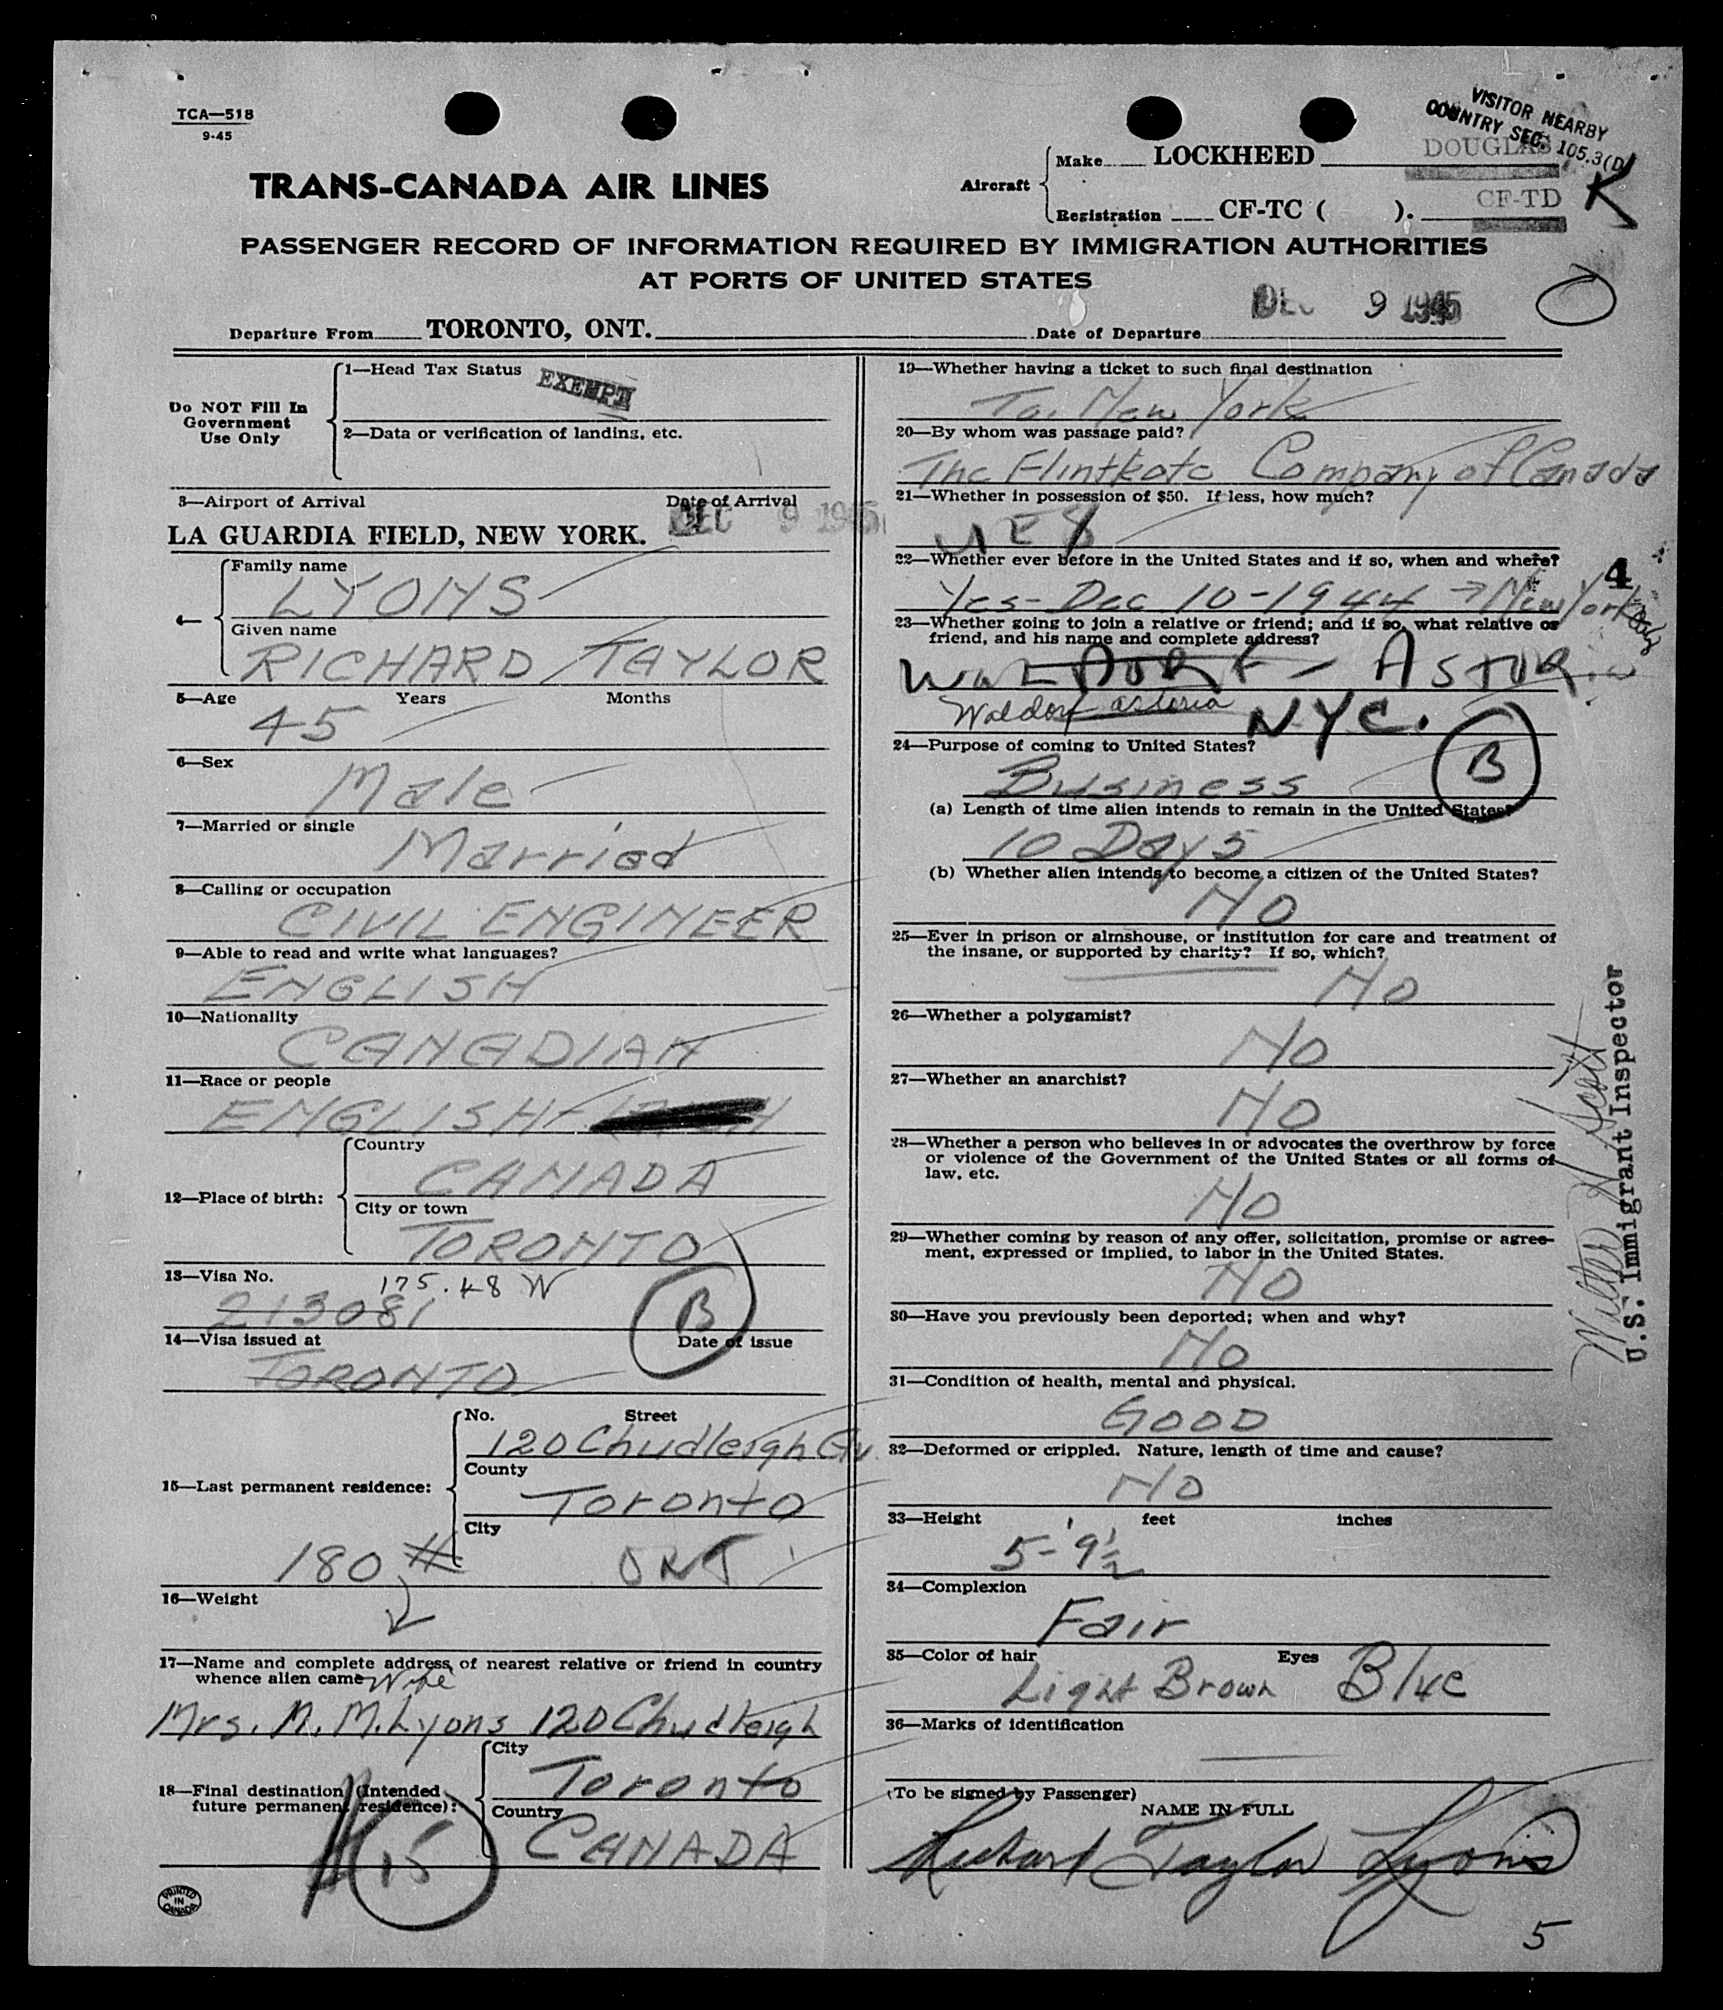 TCA—518
9-45
VISITOR NEARBY
COUNTRY SEC. 105.3(D)
K
TRANS-CANADA AIR LINES
Aircraft
Make LOCKHEED DOUGLAS
Registration CF-TC ( ). CF-TD
PASSENGER RECORD OF INFORMATION REQUIRED BY IMMIGRATION AUTHORITIES
AT PORTS OF UNITED STATES
Departure From TORONTO, ONT. Date of Departure DEC 9 1945
Do NOT Fill In
Government
Use Only
1—Head Tax Status EXEMPT
2—Data or verification of landing, etc.
3—Airport of Arrival Date of Arrival
LA GUARDIA FIELD, NEW YORK. DEC 9 1945
4—
Family name
LYONS
Given name
RICHARD TAYLOR
5—Age Years Months
45
6—Sex
Male
7—Married or single
Married
8—Calling or occupation
CIVIL ENGINEER
9—Able to read and write what languages?
ENGLISH
10—Nationality
CANADIAN
11—Race or people
ENGLISH
12—Place of birth:
Country
CANADA
City or town
TORONTO
13—Visa No. 175.48 W
213081
B
14—Visa issued at Date of issue
TORONTO
15—Last permanent residence:
No. Street
120 Chudleigh Av.
County
Toronto
City
180 # ONT
16—Weight
17—Name and complete address of nearest relative or friend in country
whence alien came Wife
Mrs. M. M. Lyons 120 Chudleigh
18—Final destination (Intended
future permanent residence):
City
Toronto
Country
CANADA
15
PRINTED
IN
CANADA
19—Whether having a ticket to such final destination
To New York
20—By whom was passage paid?
The Flintkote Company of Canada
21—Whether in possession of $50. If less, how much?
YES
22—Whether ever before in the United States and if so, when and where?
4
Yes - Dec 10-1944 → New York
23—Whether going to join a relative or friend; and if so, what relative or
friend, and his name and complete address?
WALDORF - ASTORIA
Waldorf astoria NYC.
24—Purpose of coming to United States?
Business
B
(a) Length of time alien intends to remain in the United States?
10 Days
(b) Whether alien intends to become a citizen of the United States?
NO
25—Ever in prison or almshouse, or institution for care and treatment of
the insane, or supported by charity? If so, which?
No
26—Whether a polygamist?
No
27—Whether an anarchist?
NO
28—Whether a person who believes in or advocates the overthrow by force
or violence of the Government of the United States or all forms of
law, etc.
NO
29—Whether coming by reason of any offer, solicitation, promise or agree-
ment, expressed or implied, to labor in the United States.
NO
30—Have you previously been deported; when and why?
No
31—Condition of health, mental and physical.
GOOD
32—Deformed or crippled. Nature, length of time and cause?
No
33—Height feet inches
5 - 9½
34—Complexion
Fair
35—Color of hair Eyes
Light Brown Blue
36—Marks of identification
(To be signed by Passenger)
NAME IN FULL
Richard Taylor Lyons
5
Scott
U.S. Immigrant Inspector